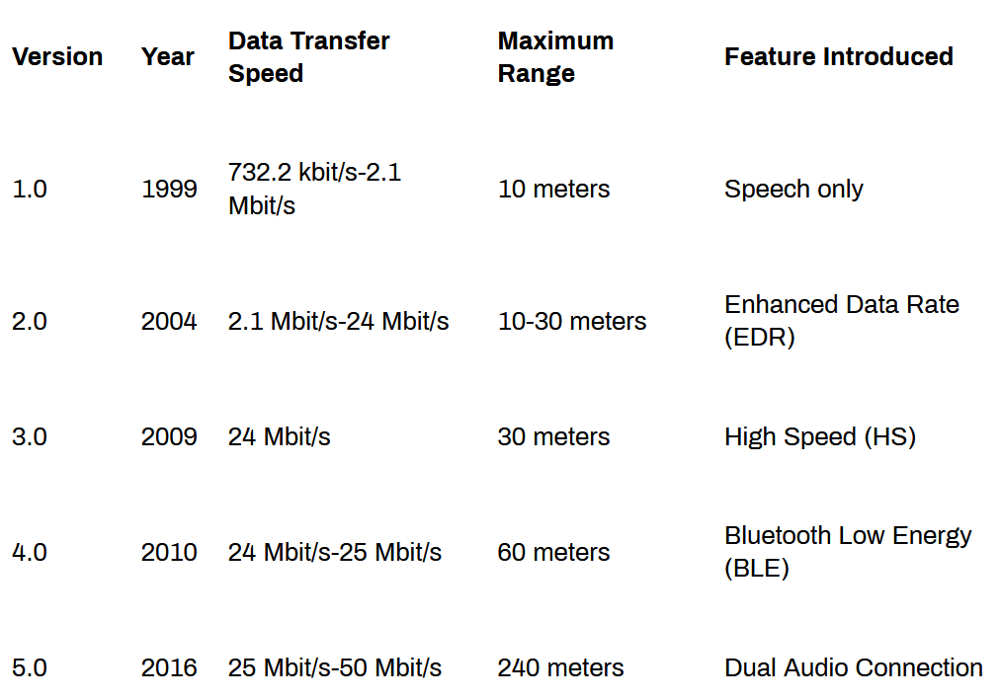 Version Year Data Transfer Speed Maximum Range Feature Introduced
1.0 1999 732.2 kbit/s-2.1 Mbit/s 10 meters Speech only
2.0 2004 2.1 Mbit/s-24 Mbit/s 10-30 meters Enhanced Data Rate (EDR)
3.0 2009 24 Mbit/s 30 meters High Speed (HS)
4.0 2010 24 Mbit/s-25 Mbit/s 60 meters Bluetooth Low Energy (BLE)
5.0 2016 25 Mbit/s-50 Mbit/s 240 meters Dual Audio Connection